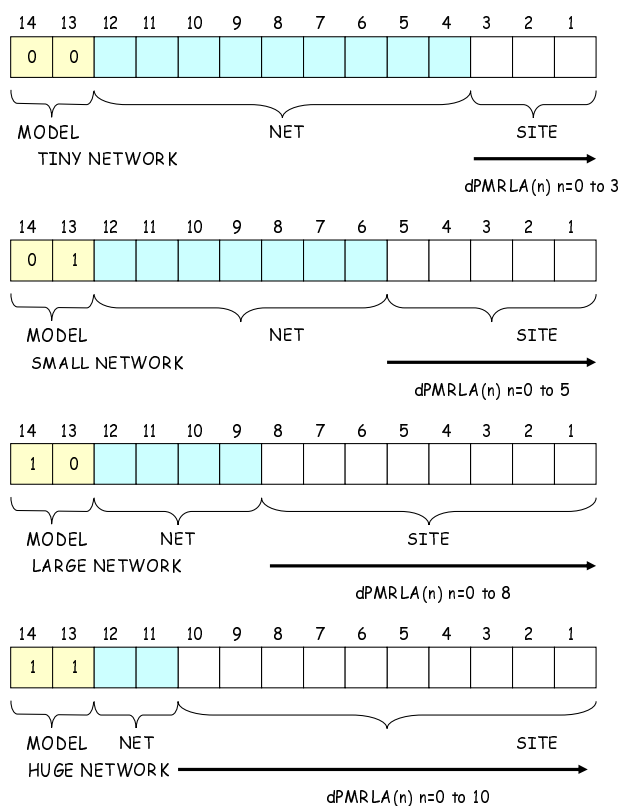 14 13 12 11 10 9 8 7 6 5 4 3 2 1
0 0
MODEL NET SITE
TINY NETWORK
dPMRLA(n) n=0 to 3
14 13 12 11 10 9 8 7 6 5 4 3 2 1
0 1
MODEL NET SITE
SMALL NETWORK
dPMRLA(n) n=0 to 5
14 13 12 11 10 9 8 7 6 5 4 3 2 1
1 0
MODEL NET SITE
LARGE NETWORK
dPMRLA(n) n=0 to 8
14 13 12 11 10 9 8 7 6 5 4 3 2 1
1 1
MODEL NET SITE
HUGE NETWORK
dPMRLA(n) n=0 to 10